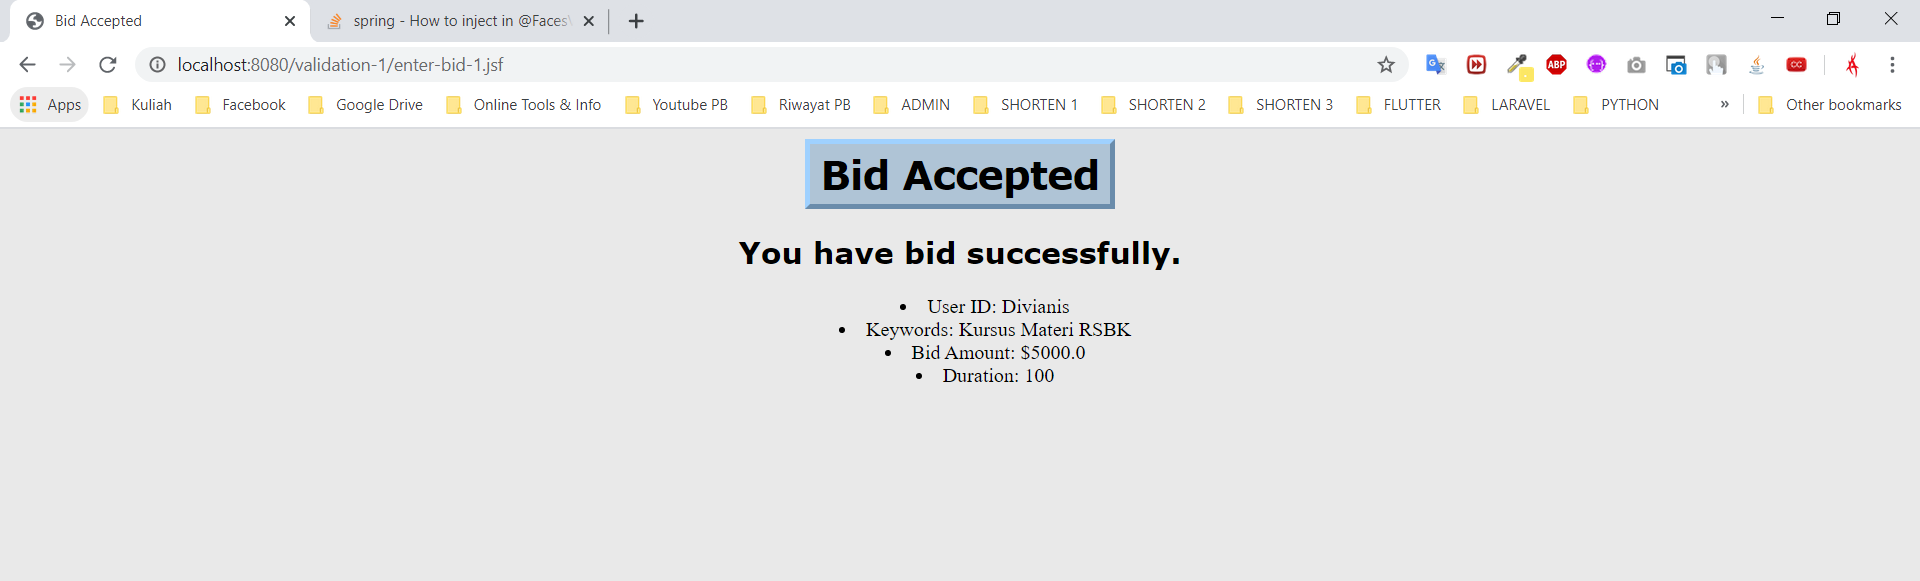 Bid Accepted
spring - How to inject in @Faces
localhost:8080/validation-1/enter-bid-1.jsf
ABP
CC
Apps Kuliah Facebook Google Drive Online Tools & Info Youtube PB Riwayat PB ADMIN SHORTEN 1 SHORTEN 2 SHORTEN 3 FLUTTER LARAVEL PYTHON » Other bookmarks
Bid Accepted
You have bid successfully.
• User ID: Divianis
• Keywords: Kursus Materi RSBK
• Bid Amount: $5000.0
• Duration: 100